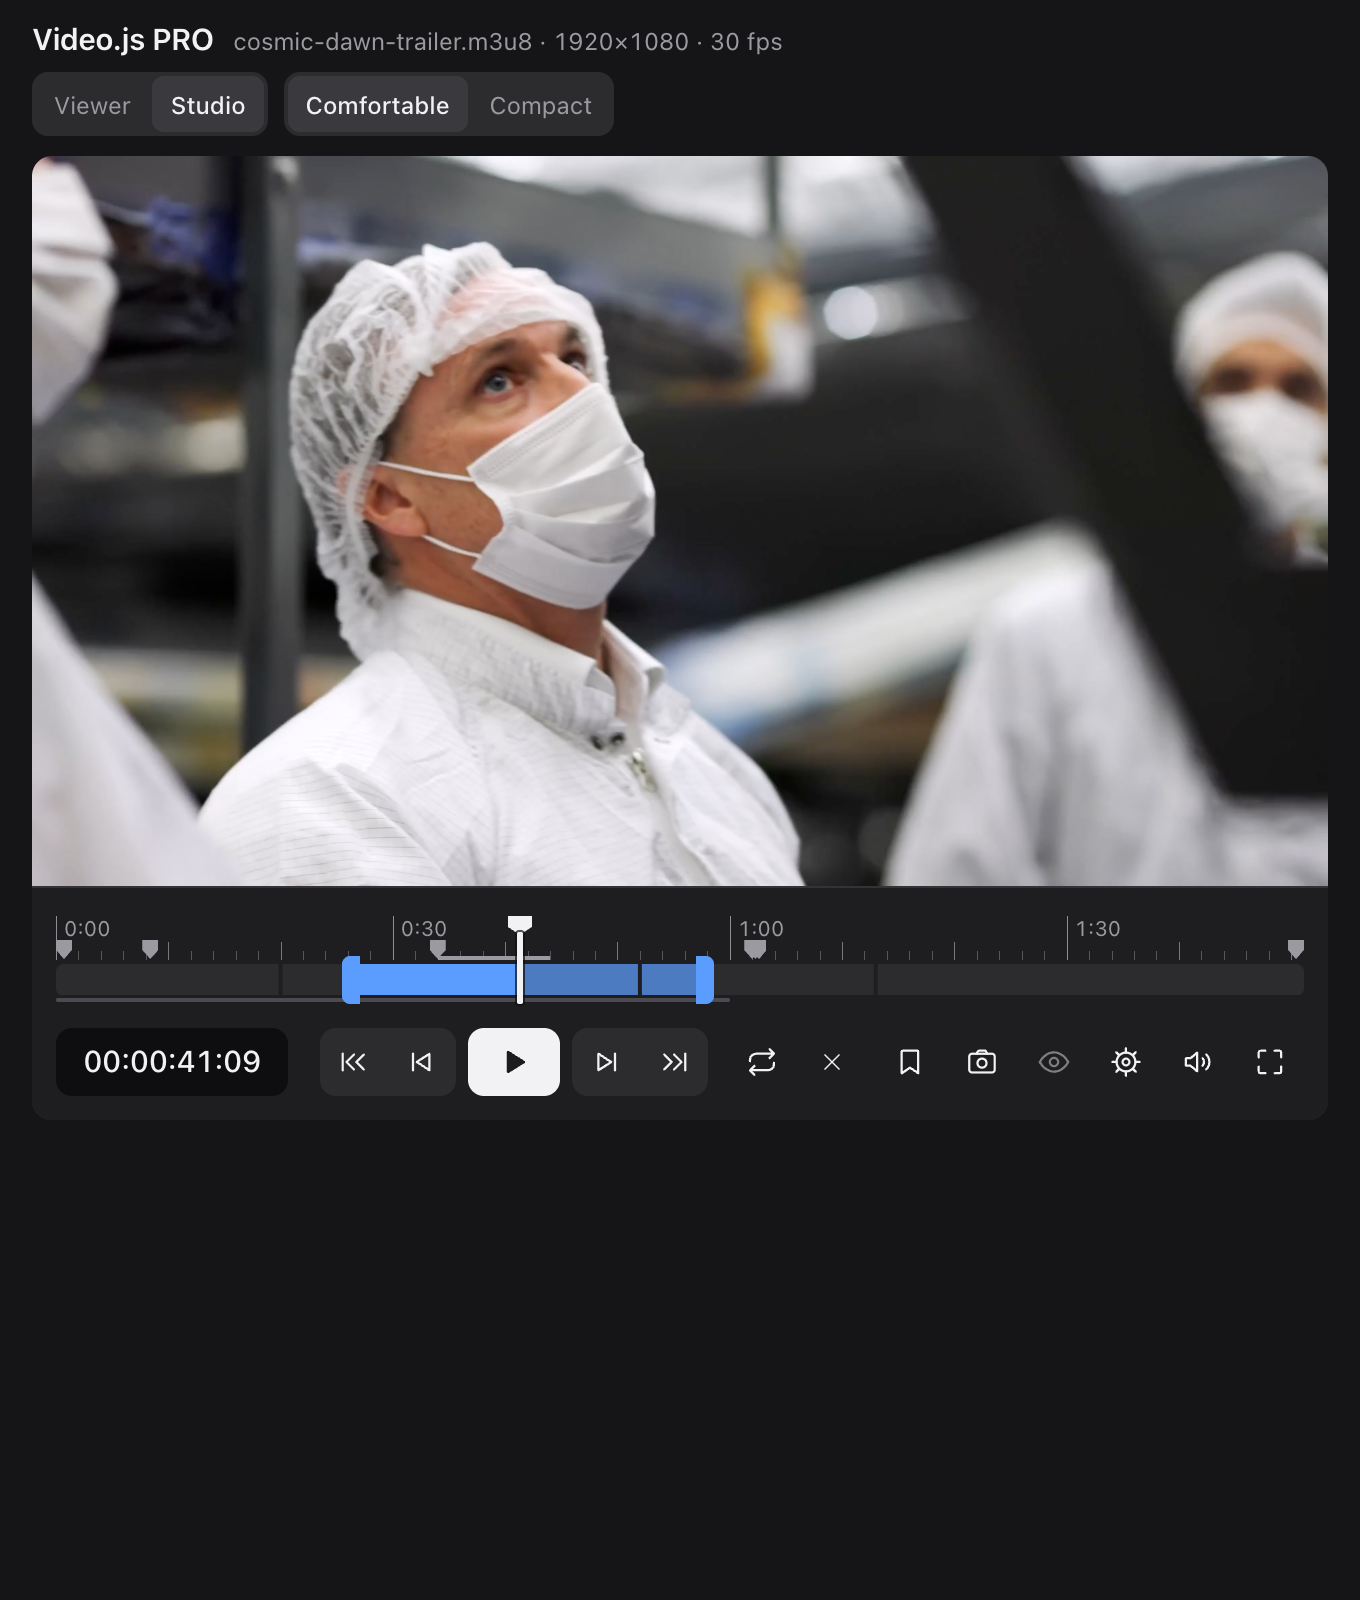 Video.js PRO cosmic-dawn-trailer.m3u8 · 1920×1080 · 30 fps
Viewer Studio Comfortable Compact
0:00 0:30 1:00 1:30
00:00:41:09